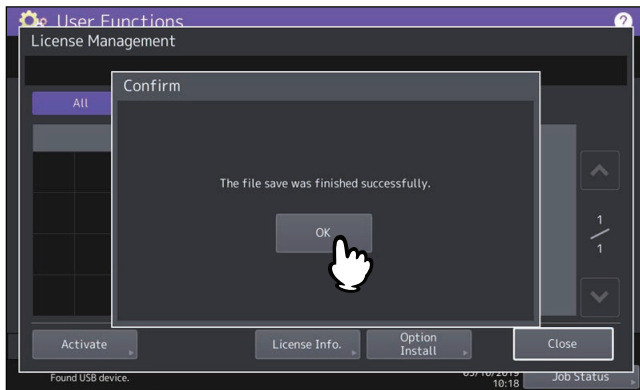 User Functions
?
License Management
Confirm
All
The file save was finished successfully.
OK
1
1
Activate
License Info.
Option
Install
Close
Found USB device.
10:18
Job Status